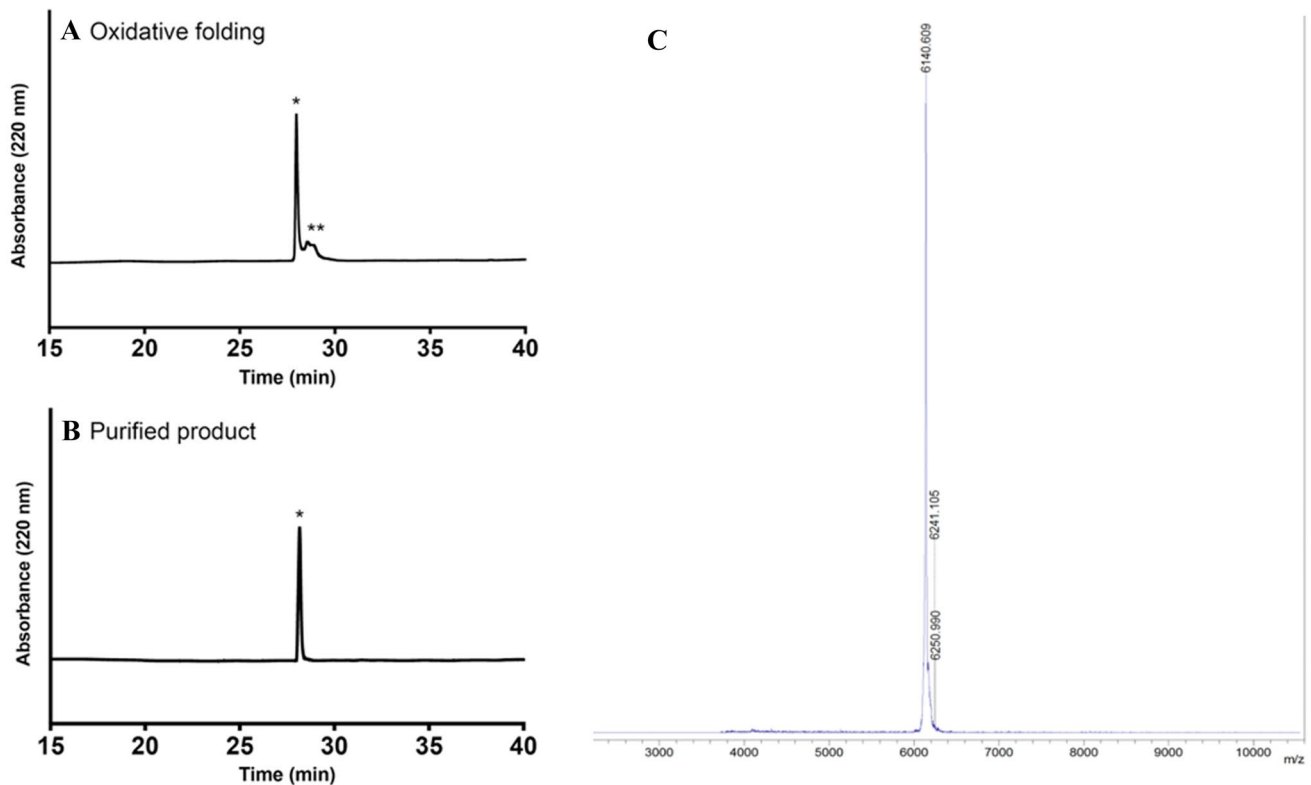 A Oxidative folding
*
**
Absorbance (220 nm)
15 20 25 30 35 40
Time (min)
B Purified product
*
Absorbance (220 nm)
15 20 25 30 35 40
Time (min)
C
6140.609
6241.105
6250.990
3000 4000 5000 6000 7000 8000 9000 10000 m/z